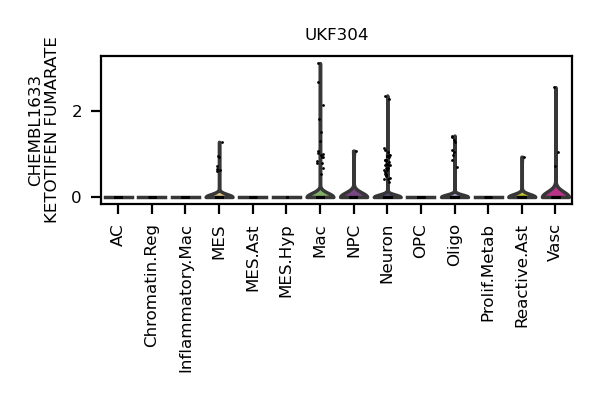 UKF304
CHEMBL1633
KETOTIFEN FUMARATE
2
0
AC
Chromatin.Reg
Inflammatory.Mac
MES
MES.Ast
MES.Hyp
Mac
NPC
Neuron
OPC
Oligo
Prolif.Metab
Reactive.Ast
Vasc